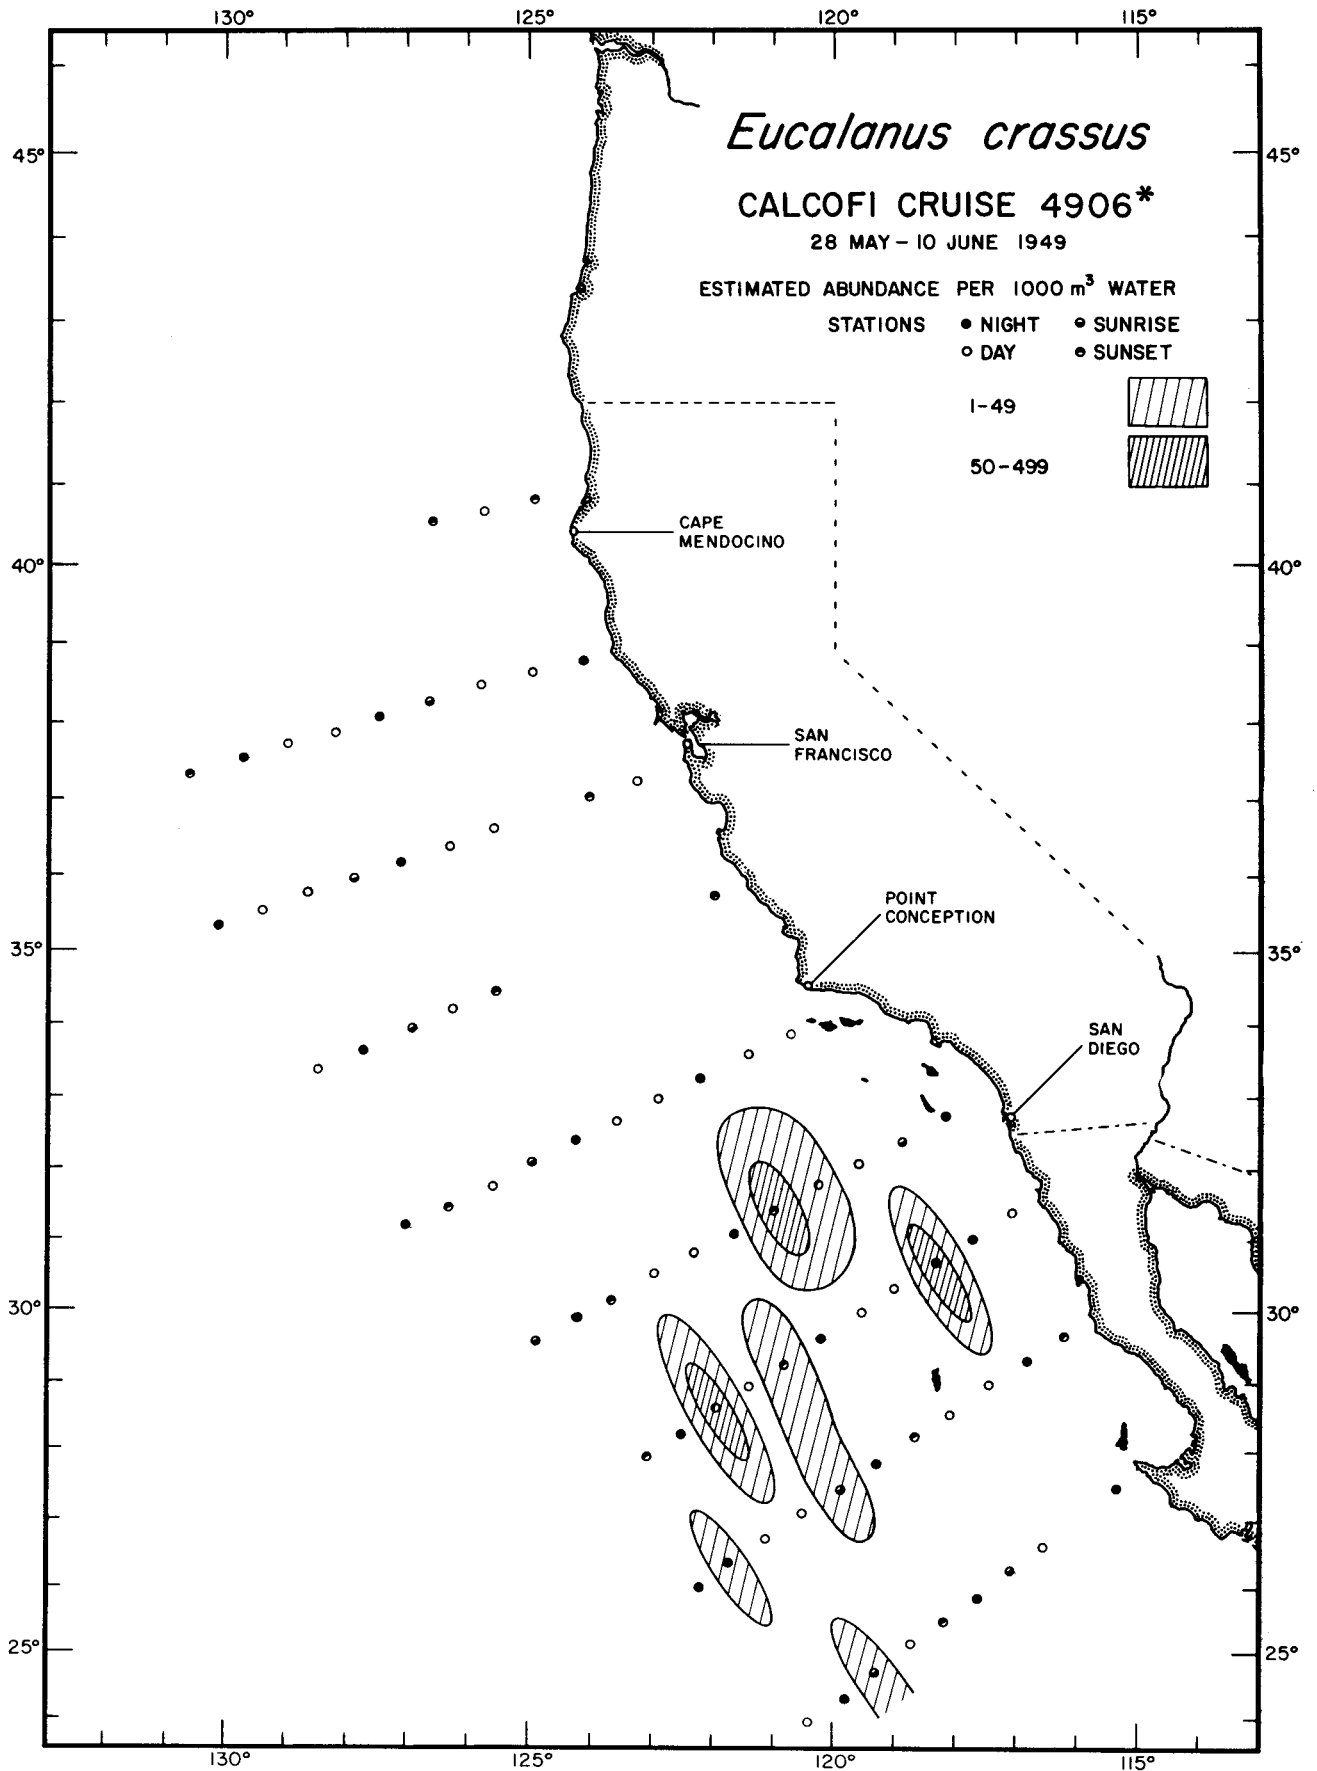 130° 125° 120° 115°
Eucalanus crassus
45° 45°
CALCOFI CRUISE 4906*
28 MAY – 10 JUNE 1949
ESTIMATED ABUNDANCE PER 1000 m³ WATER
STATIONS NIGHT SUNRISE
DAY SUNSET
1-49
50-499
CAPE
MENDOCINO
40° 40°
SAN
FRANCISCO
POINT
CONCEPTION
35° 35°
SAN
DIEGO
30° 30°
25° 25°
130° 125° 120° 115°